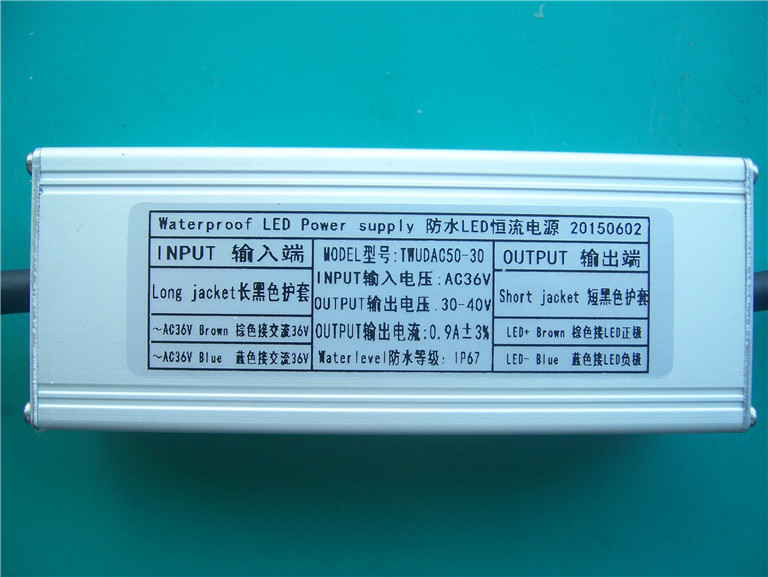 Waterproof LED Power supply 防水LED恒流电源 20150602
INPUT 输入端
Long jacket长黑色护套
~AC36V Brown 棕色接交流36V
~AC36V Blue 蓝色接交流36V
MODEL型号:TWUDAC50-30
INPUT输入电压:AC36V
OUTPUT输出电压.30-40V
OUTPUT输出电流:0.9A±3%
Waterlevel防水等级: IP67
OUTPUT 输出端
Short jacket 短黑色护套
LED+ Brown 棕色接LED正极
LED- Blue 蓝色接LED负极